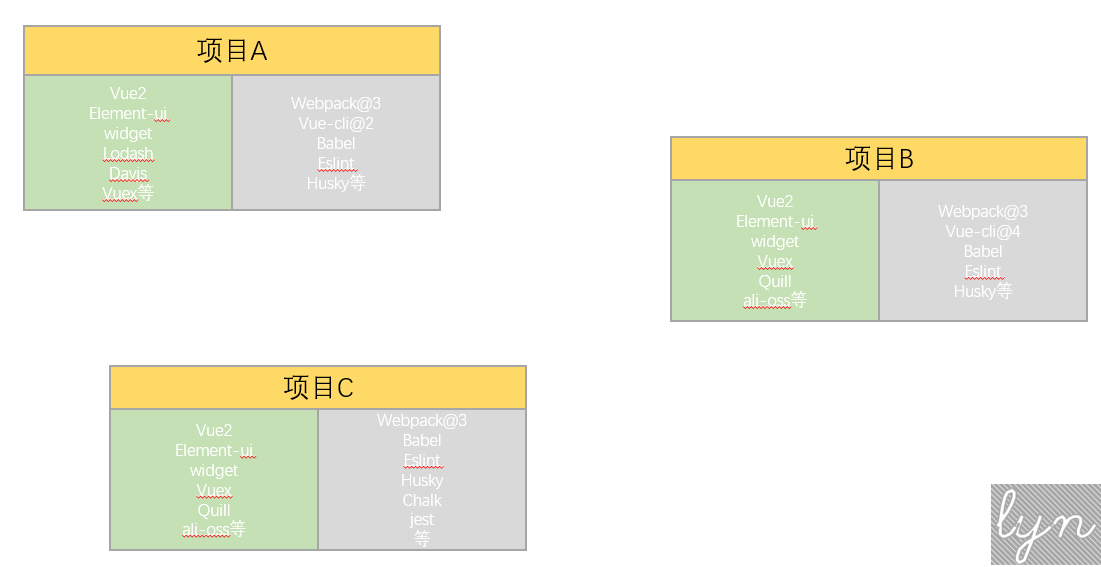 项目A
Vue2
Element-ui
widget
Lodash
Davis
Vuex等
Webpack@3
Vue-cli@2
Babel
Eslint
Husky等
项目B
Vue2
Element-ui
widget
Vuex
Quill
ali-oss等
Webpack@3
Vue-cli@4
Babel
Eslint
Husky等
项目C
Vue2
Element-ui
widget
Vuex
Quill
ali-oss等
Webpack@3
Babel
Eslint
Husky
Chalk
jest
等
lyn